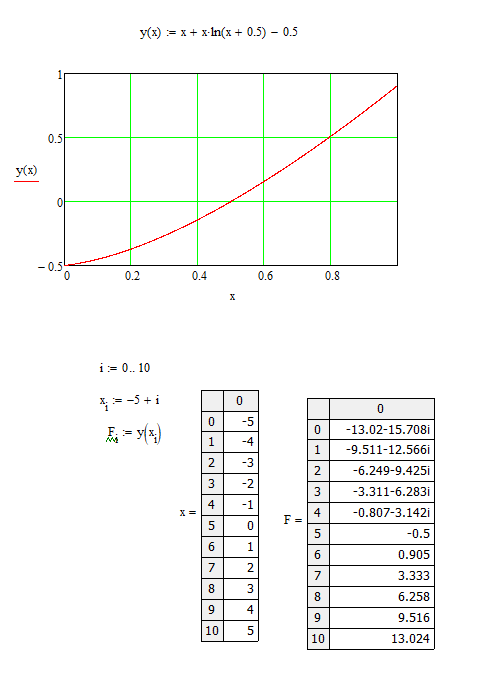 y(x) := x + x·ln(x + 0.5) − 0.5
1
0.5
y(x)
0
−0.5
0 0.2 0.4 0.6 0.8
x
i := 0.. 10
x_i := −5 + i
F_i := y(x_i)
x =
0
0 -5
1 -4
2 -3
3 -2
4 -1
5 0
6 1
7 2
8 3
9 4
10 5
F =
0
0 -13.02-15.708i
1 -9.511-12.566i
2 -6.249-9.425i
3 -3.311-6.283i
4 -0.807-3.142i
5 -0.5
6 0.905
7 3.333
8 6.258
9 9.516
10 13.024